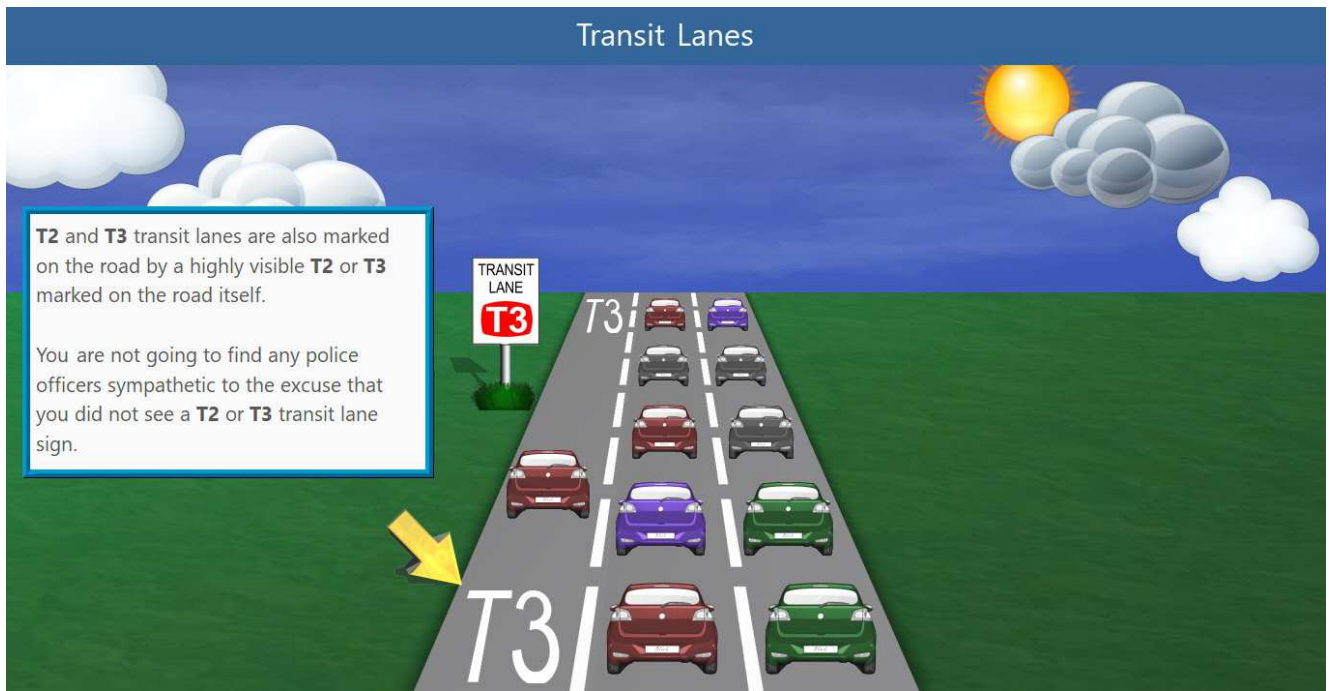 Transit Lanes
T2 and T3 transit lanes are also marked
on the road by a highly visible T2 or T3
marked on the road itself.
You are not going to find any police
officers sympathetic to the excuse that
you did not see a T2 or T3 transit lane
sign.
TRANSIT
LANE
T3
T3
T3